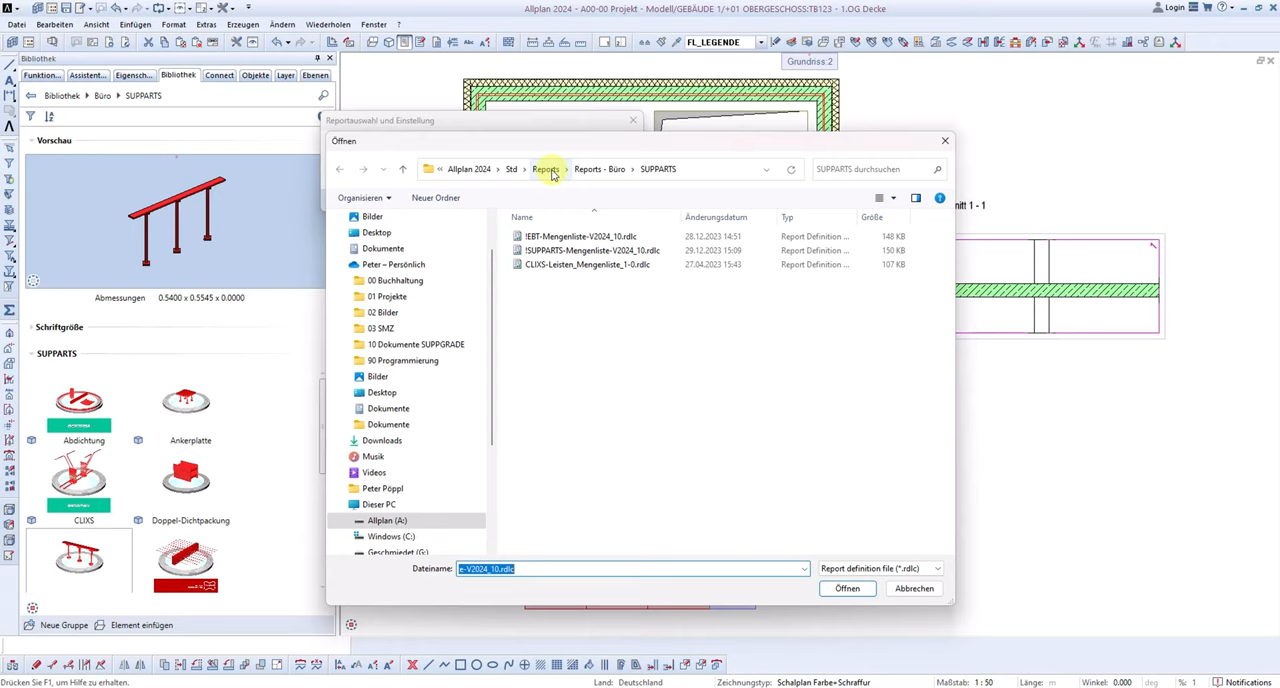 Allplan 2024 - A00-00 Projekt - Modell/GEBÄUDE 1/+01 OBERGESCHOSS:TB123 - 1.OG Decke
Login
Datei Bearbeiten Ansicht Einfügen Format Extras Erzeugen Ändern Wiederholen Fenster ?
FL_LEGENDE
Bibliothek
Funktion... Assistent... Eigensch... Bibliothek Connect Objekte Layer Ebenen
Grundriss:2
Bibliothek Büro SUPPARTS
Vorschau
Abmessungen 0.5400 x 0.5545 x 0.0000
Schriftgröße
SUPPARTS
Abdichtung Ankerplatte
CLIXS Doppel-Dichtpackung
Neue Gruppe Element einfügen
Reportauswahl und Einstellung
Öffnen
« Allplan 2024 › Std › Reports › Reports - Büro › SUPPARTS
SUPPARTS durchsuchen
Organisieren Neuer Ordner
Bilder
Desktop
Dokumente
Peter – Persönlich
00 Buchhaltung
01 Projekte
02 Bilder
03 SMZ
10 Dokumente SUPPGRADE
90 Programmierung
Bilder
Desktop
Dokumente
Dokumente
Downloads
Musik
Videos
Peter Pöppl
Dieser PC
Allplan (A:)
Windows (C:)
Geschmiedet (G:)
Name Änderungsdatum Typ Größe
!EBT-Mengenliste-V2024_10.rdlc 28.12.2023 14:51 Report Definition ... 148 KB
!SUPPARTS-Mengenliste-V2024_10.rdlc 29.12.2023 15:09 Report Definition ... 150 KB
CLIXS-Leisten_Mengenliste_1-0.rdlc 27.04.2023 15:43 Report Definition ... 107 KB
Dateiname: e-V2024_10.rdlc Report definition file (*.rdlc)
Öffnen Abbrechen
nitt 1 - 1
Drücken Sie F1, um Hilfe zu erhalten.
Land: Deutschland
Zeichnungstyp: Schalplan Farbe+Schraffur
Maßstab: 1 : 50
Länge: m
Winkel: 0.000 deg
%: 1
Notifications